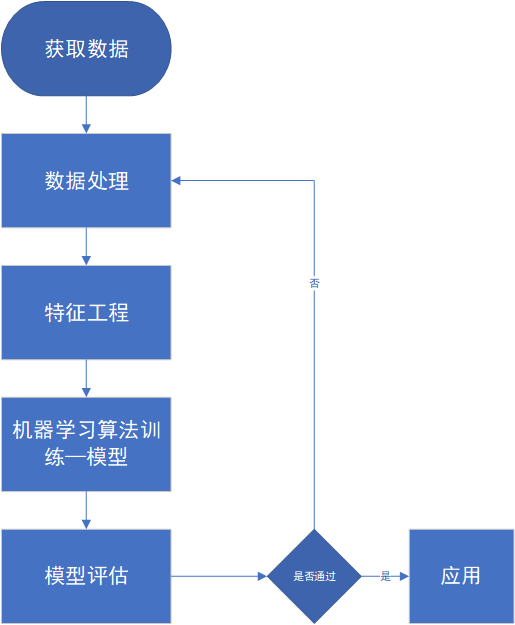 获取数据
数据处理
否
特征工程
机器学习算法训
练—模型
模型评估
是否通过
是
应用